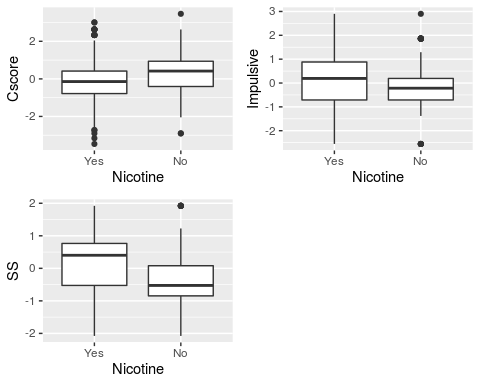 Cscore
2
0
-2
Yes
No
Nicotine
Impulsive
3
2
1
0
-1
-2
Yes
No
Nicotine
SS
2
1
0
-1
-2
Yes
No
Nicotine